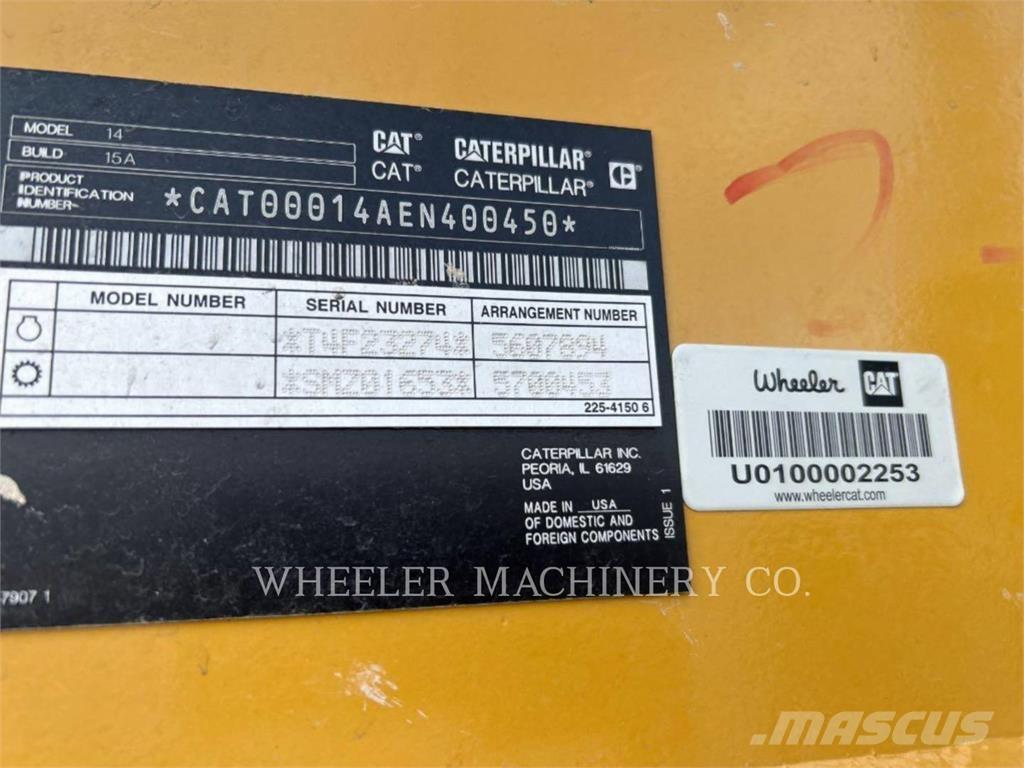 MODEL 14
BUILD 15A
CAT® CATERPILLAR®
CAT® CATERPILLAR®
PRODUCT
IDENTIFICATION
NUMBER
*CAT00014AEN400450*
MODEL NUMBER SERIAL NUMBER ARRANGEMENT NUMBER
*T4F23274* 5607894
*SMZ01653* 5700453
225-4150 6
CATERPILLAR INC.
PEORIA, IL 61629
USA
MADE IN USA
OF DOMESTIC AND
FOREIGN COMPONENTS
ISSUE 1
7907 1
Wheeler CAT
U0100002253
www.wheelercat.com
WHEELER MACHINERY CO.
MASCUS